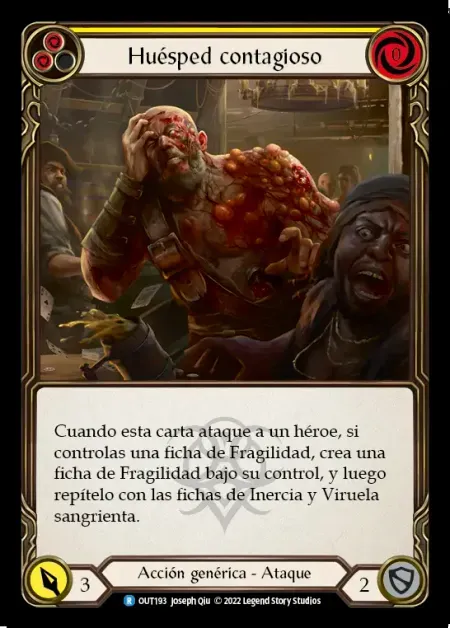 Huésped contagioso
0
Cuando esta carta ataque a un héroe, si
controlas una ficha de Fragilidad, crea una
ficha de Fragilidad bajo su control, y luego
repítelo con las fichas de Inercia y Viruela
sangrienta.
3
Acción genérica - Ataque
2
R OUT193 Joseph Qiu © 2022 Legend Story Studios